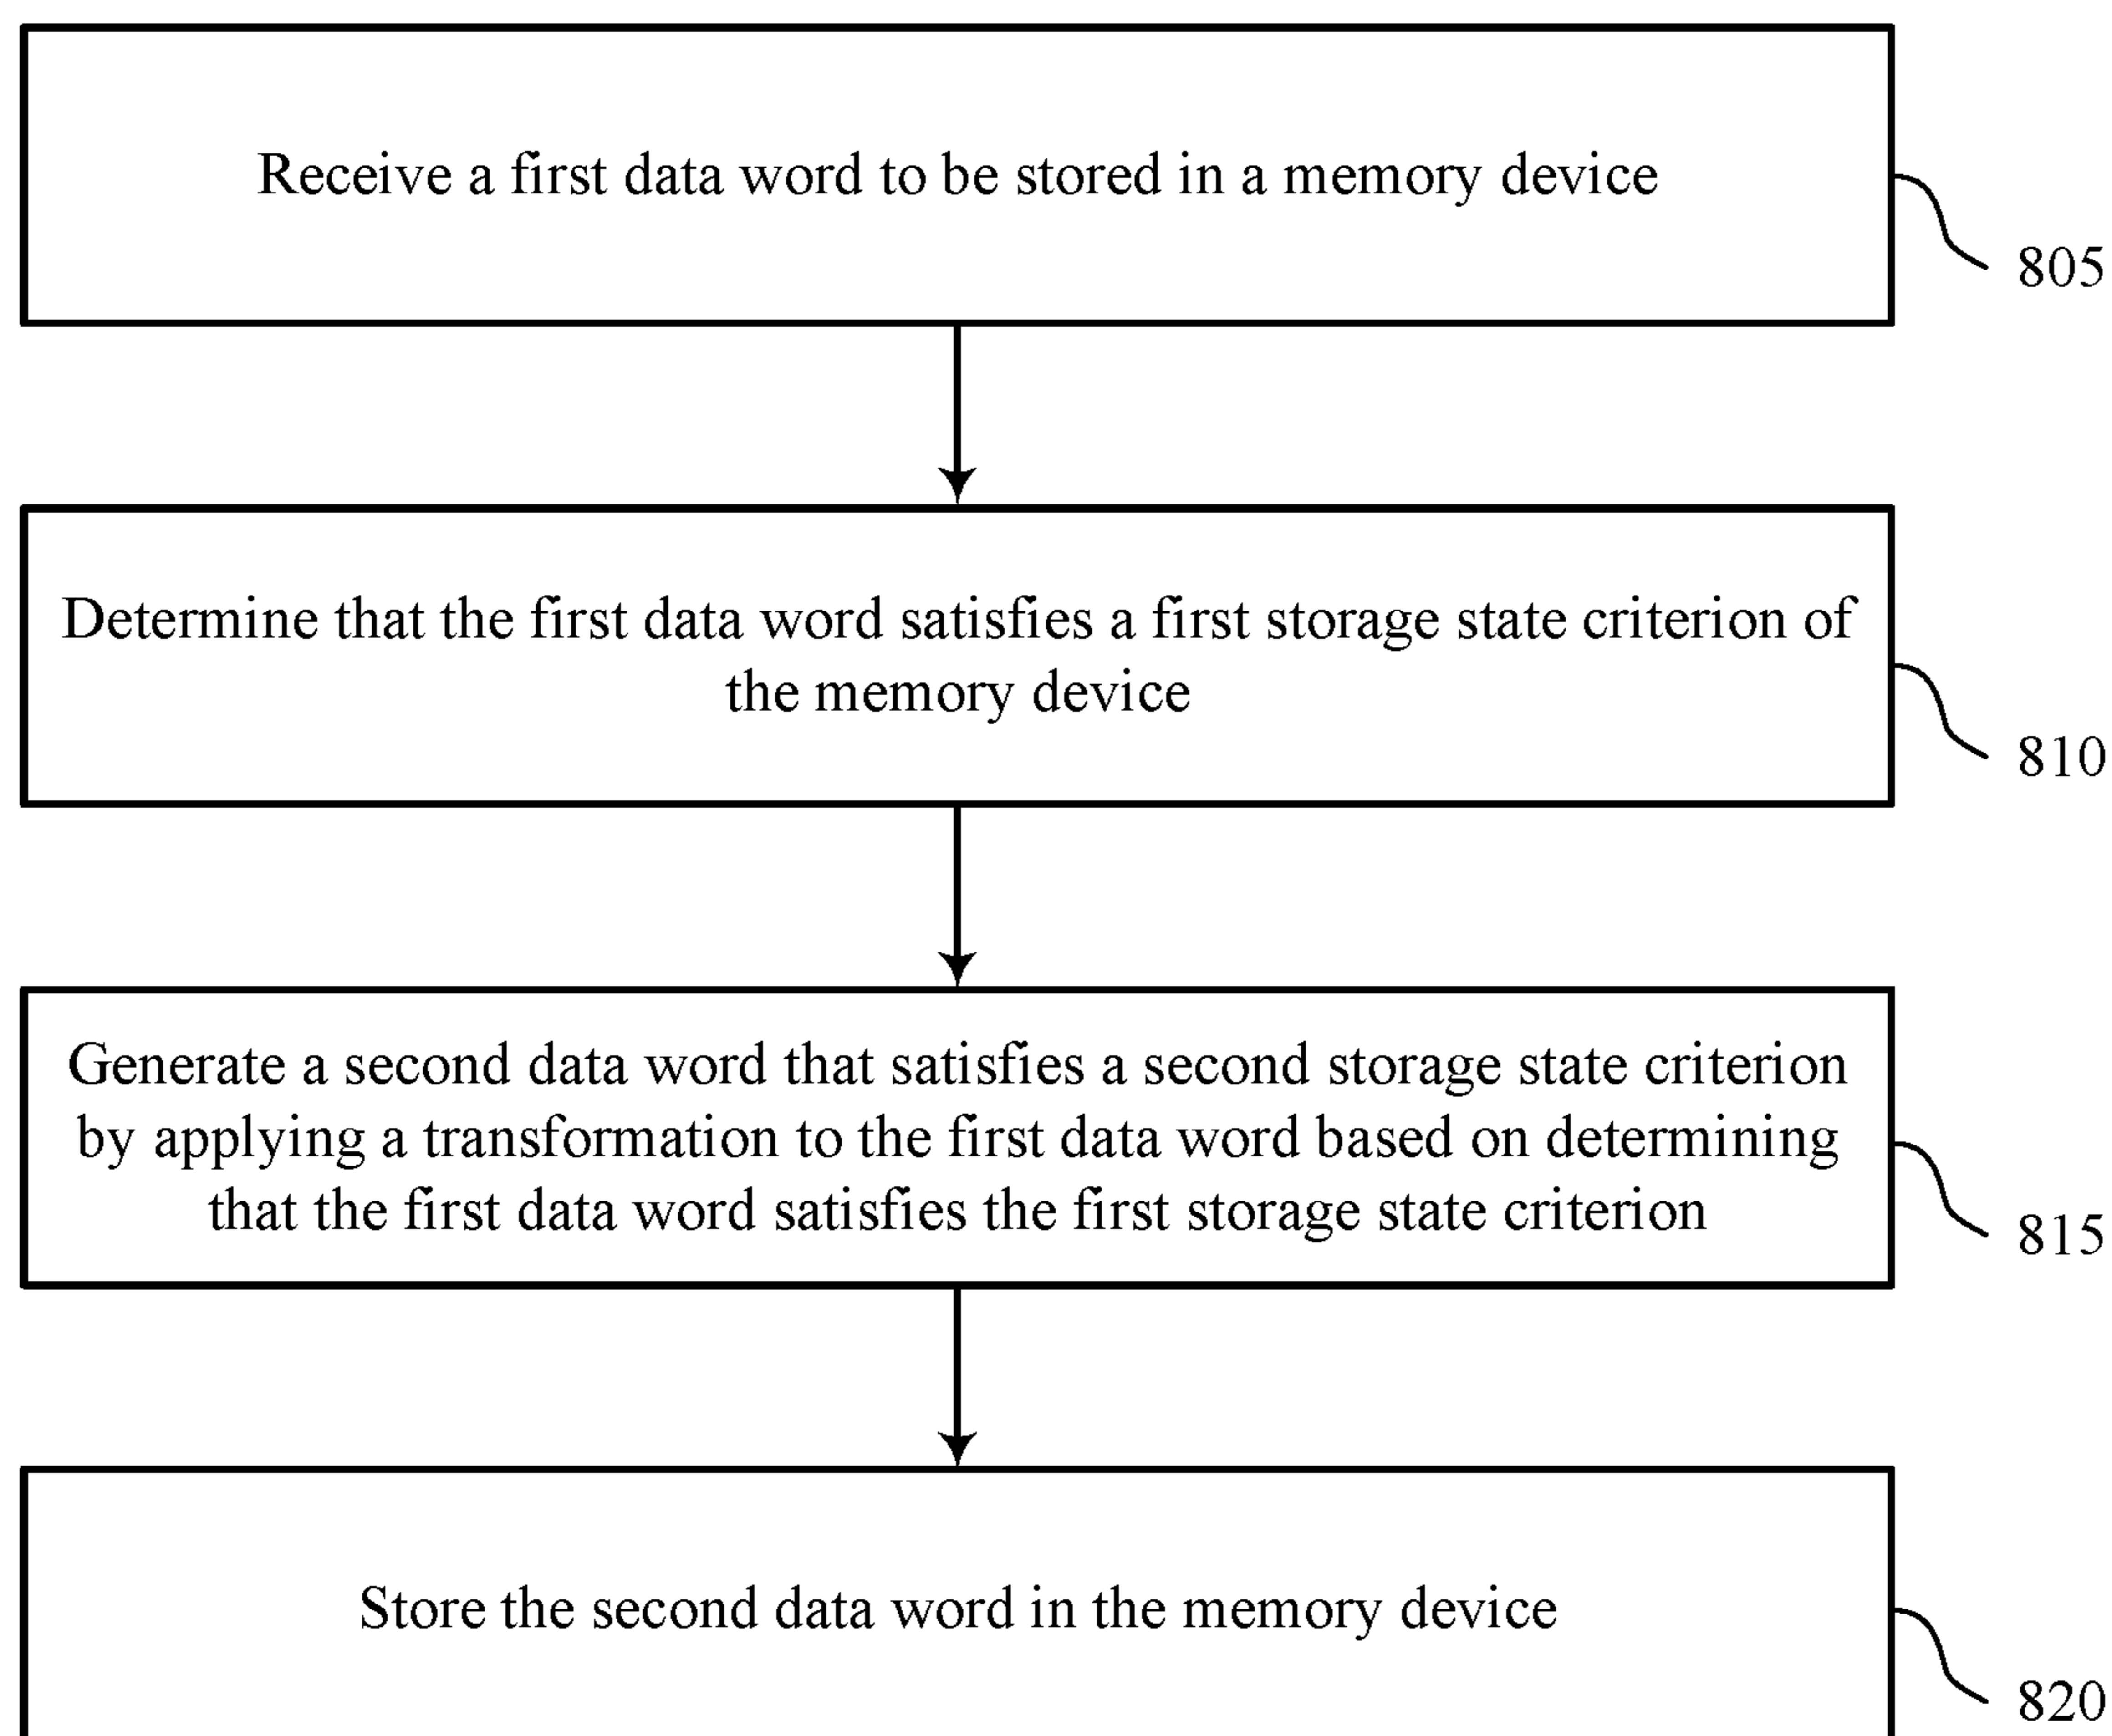 Receive a first data word to be stored in a memory device
805
Determine that the first data word satisfies a first storage state criterion of
the memory device
810
Generate a second data word that satisfies a second storage state criterion
by applying a transformation to the first data word based on determining
that the first data word satisfies the first storage state criterion
815
Store the second data word in the memory device
820